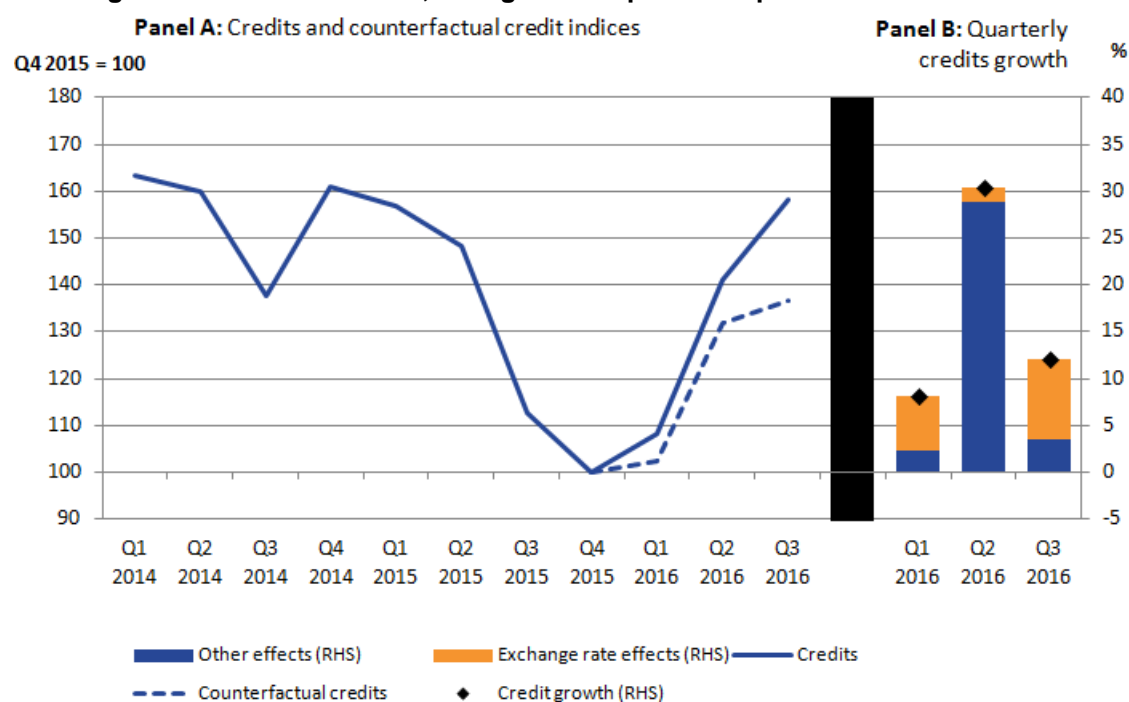 Panel A: Credits and counterfactual credit indices
Panel B: Quarterly
credits growth
Q4 2015 = 100
%
180
170
160
150
140
130
120
110
100
90
40
35
30
25
20
15
10
5
0
-5
Q1 Q2 Q3 Q4 Q1 Q2 Q3 Q4 Q1 Q2 Q3 Q1 Q2 Q3
2014 2014 2014 2014 2015 2015 2015 2015 2016 2016 2016 2016 2016 2016
Other effects (RHS) Exchange rate effects (RHS) Credits
Counterfactual credits Credit growth (RHS)